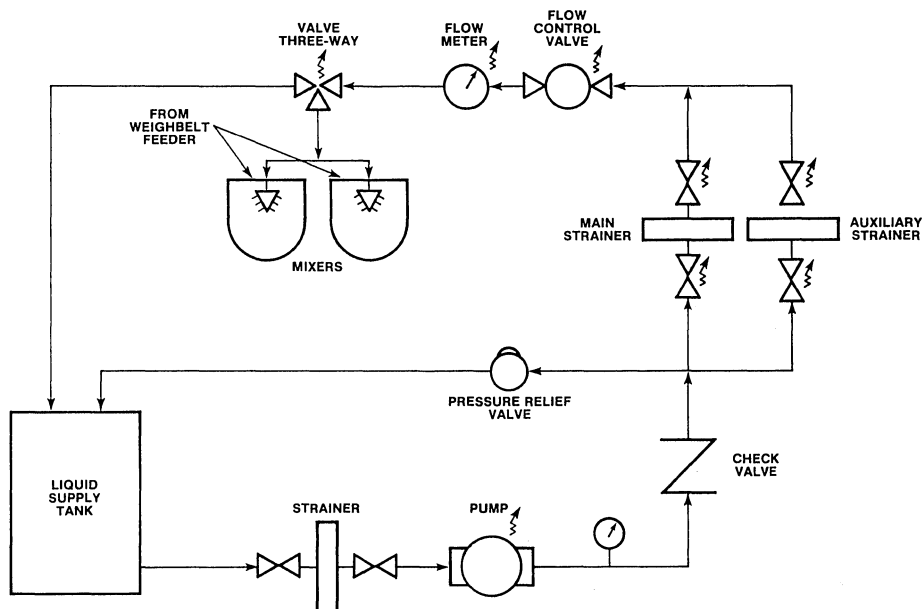 VALVE
THREE-WAY
FLOW
METER
FLOW
CONTROL
VALVE
FROM
WEIGHBELT
FEEDER
MIXERS
MAIN
STRAINER
AUXILIARY
STRAINER
PRESSURE RELIEF
VALVE
CHECK
VALVE
LIQUID
SUPPLY
TANK
STRAINER
PUMP